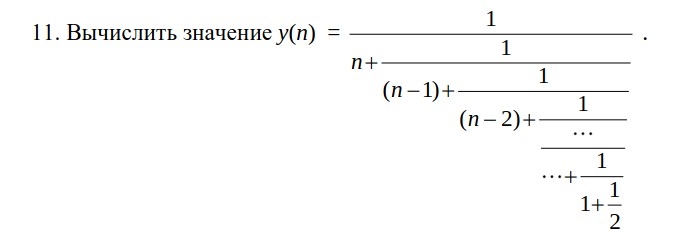 11. Вычислить значение y(n) = 1 / (n + 1 / ((n − 1) + 1 / ((n − 2) + 1 / (⋯ / (⋯ + 1 / (1 + 1/2)))))) .